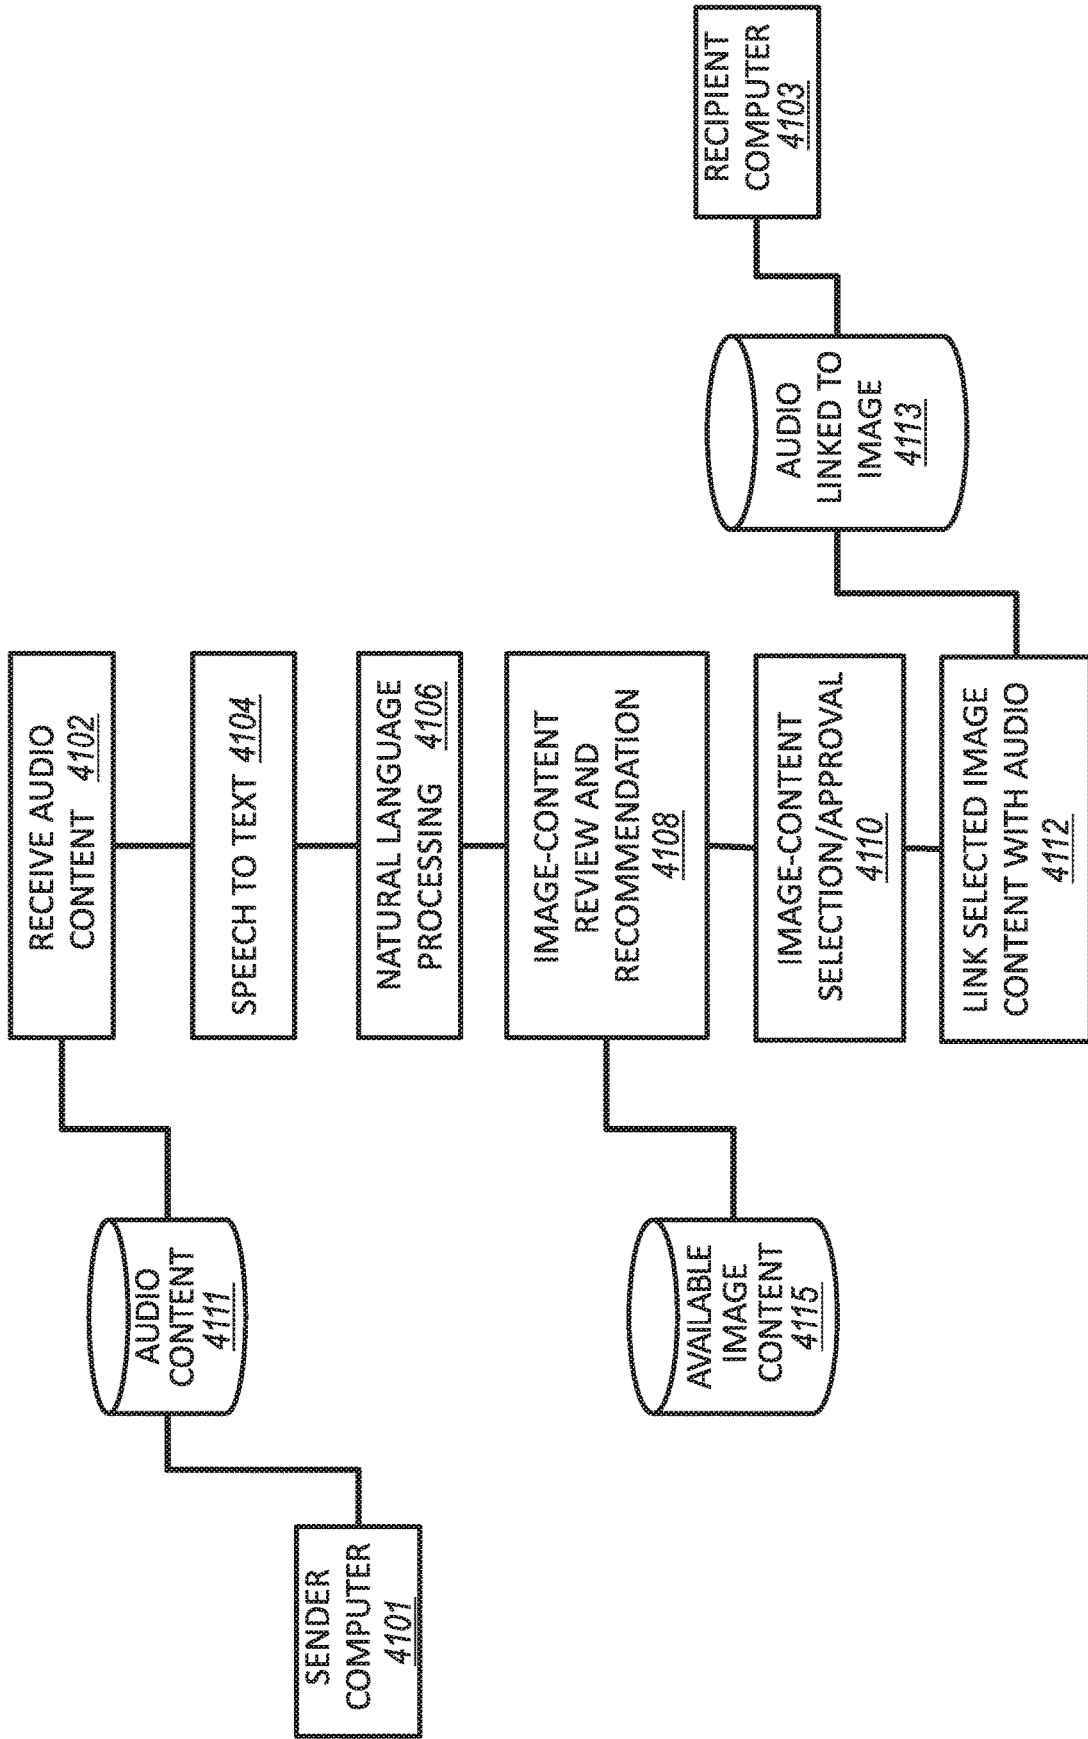 RECEIVE AUDIO
CONTENT 4102
SPEECH TO TEXT 4104
NATURAL LANGUAGE
PROCESSING 4106
IMAGE-CONTENT
REVIEW AND
RECOMMENDATION
4108
IMAGE-CONTENT
SELECTION/APPROVAL
4110
LINK SELECTED IMAGE
CONTENT WITH AUDIO
4112
SENDER
COMPUTER
4101
AUDIO
CONTENT
4111
AVAILABLE
IMAGE
CONTENT
4115
AUDIO
LINKED TO
IMAGE
4113
RECIPIENT
COMPUTER
4103